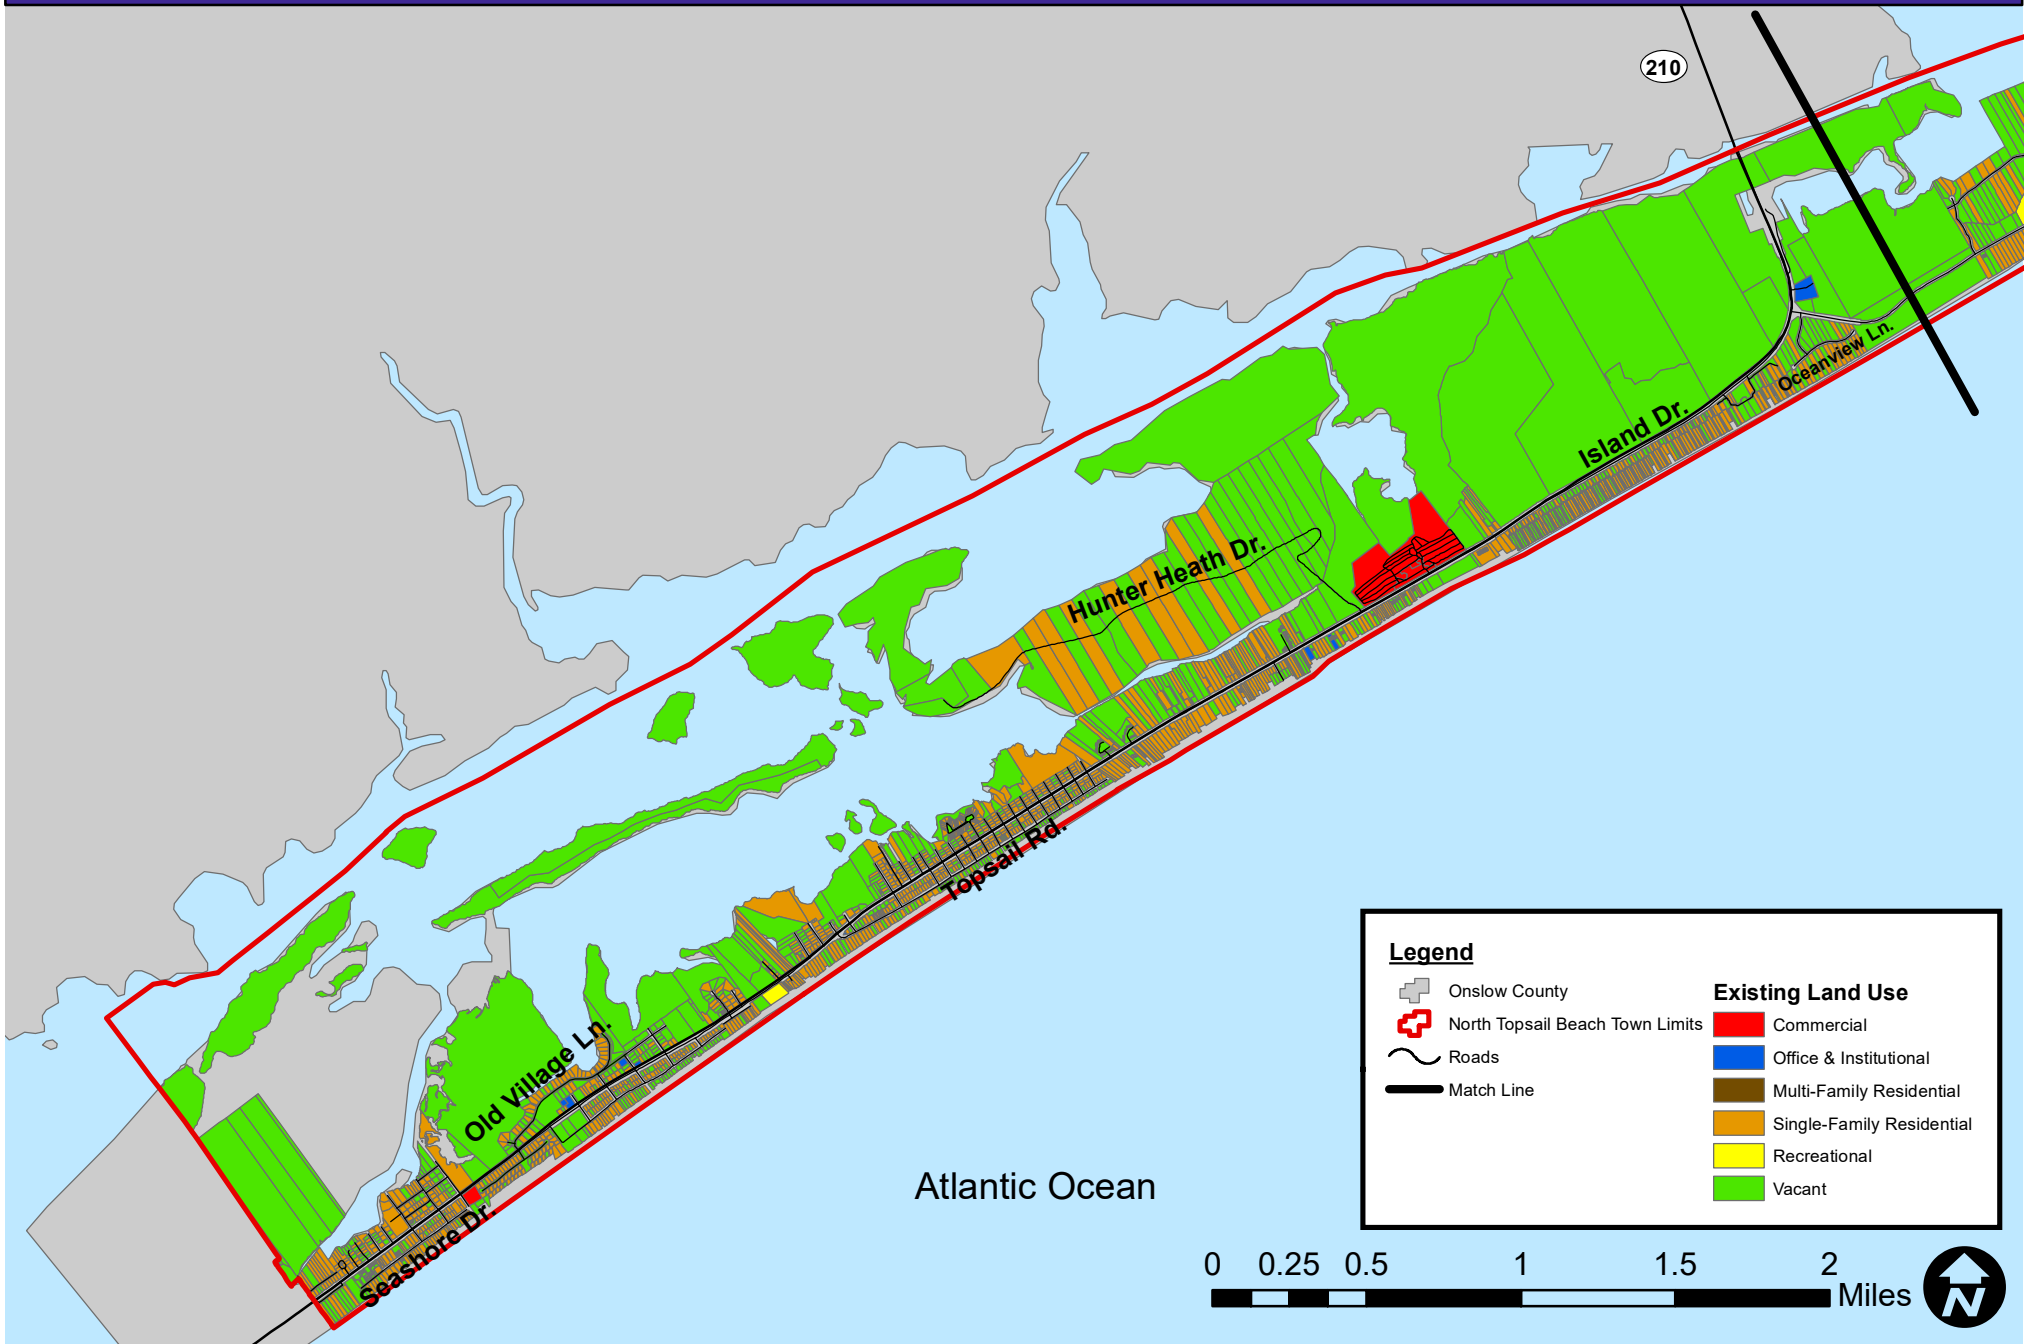 210
Oceanview Ln.
Island Dr.
Hunter Heath Dr.
Topsail Rd.
Old Village Ln.
Seashore Dr.
Atlantic Ocean
Legend
Onslow County
North Topsail Beach Town Limits
Roads
Match Line
Existing Land Use
Commercial
Office & Institutional
Multi-Family Residential
Single-Family Residential
Recreational
Vacant
0 0.25 0.5 1 1.5 2
Miles
N